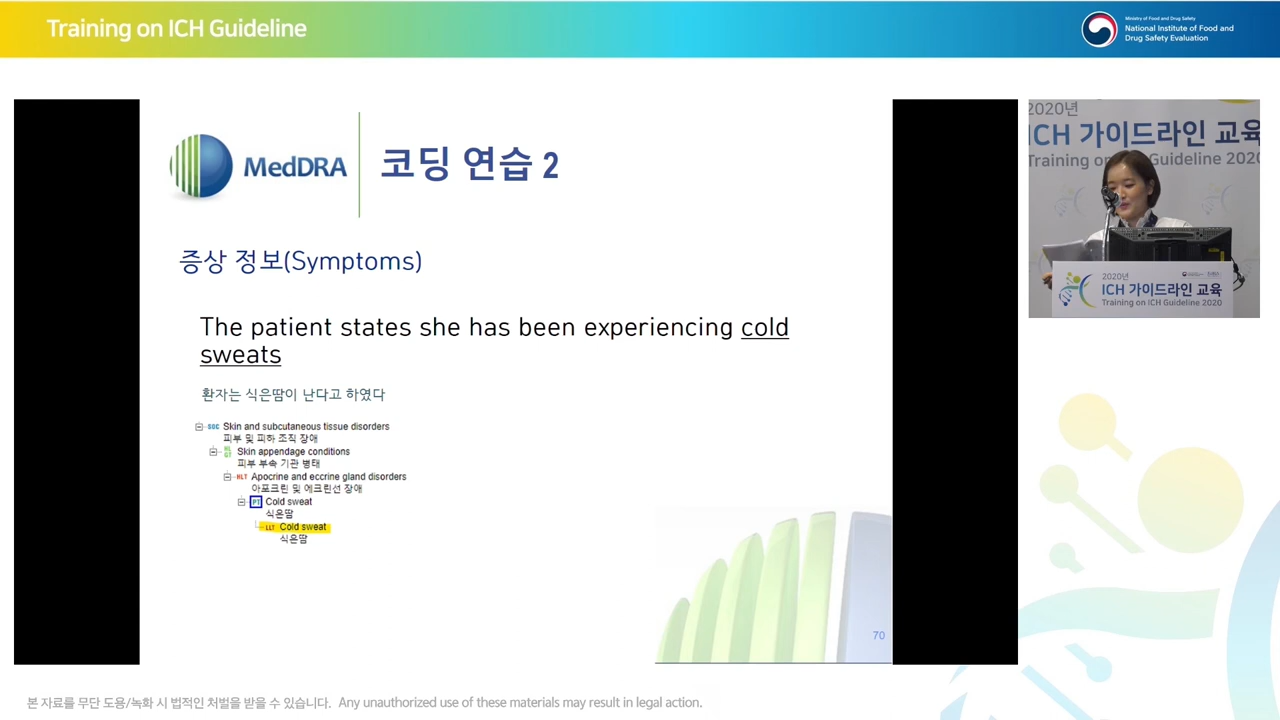 Training on ICH Guideline
Ministry of Food and Drug Safety
National Institute of Food and
Drug Safety Evaluation
MedDRA
코딩 연습 2
증상 정보(Symptoms)
The patient states she has been experiencing cold
sweats
환자는 식은땀이 난다고 하였다
SOC Skin and subcutaneous tissue disorders
피부 및 피하 조직 장애
HLGT Skin appendage conditions
피부 부속 기관 병태
HLT Apocrine and eccrine gland disorders
아포크린 및 에크린선 장애
PT Cold sweat
식은땀
LLT Cold sweat
식은땀
70
2020년
ICH 가이드라인 교육
Training on Guideline 2020
2020년
ICH 가이드라인 교육
Training on ICH Guideline 2020
본 자료를 무단 도용/녹화 시 법적인 처벌을 받을 수 있습니다. Any unauthorized use of these materials may result in legal action.